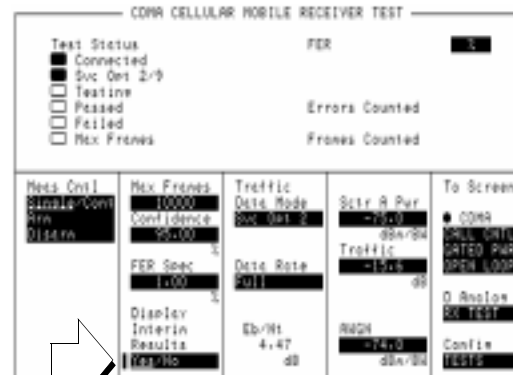 CDMA CELLULAR MOBILE RECEIVER TEST
Test Status
Connected
Svc Opt 2/9
Testing
Passed
Failed
Max Frames
FER
%
Errors Counted
Frames Counted
Meas Cntl
Single/Cont
Arm
Disarm
Max Frames
10000
Confidence
95.00
%
FER Spec
1.00
%
Display
Interim
Results
Yes/No
Traffic
Data Mode
Svc Opt 2
Data Rate
Full
Eb/Nt
4.47
dB
Sctr A Pwr
-75.0
dBm/BW
Traffic
-15.6
dB
AWGN
-74.0
dBm/BW
To Screen
CDMA
CALL CNTL
GATED PWR
OPEN LOOP
D Analog
RX TEST
Config
TESTS